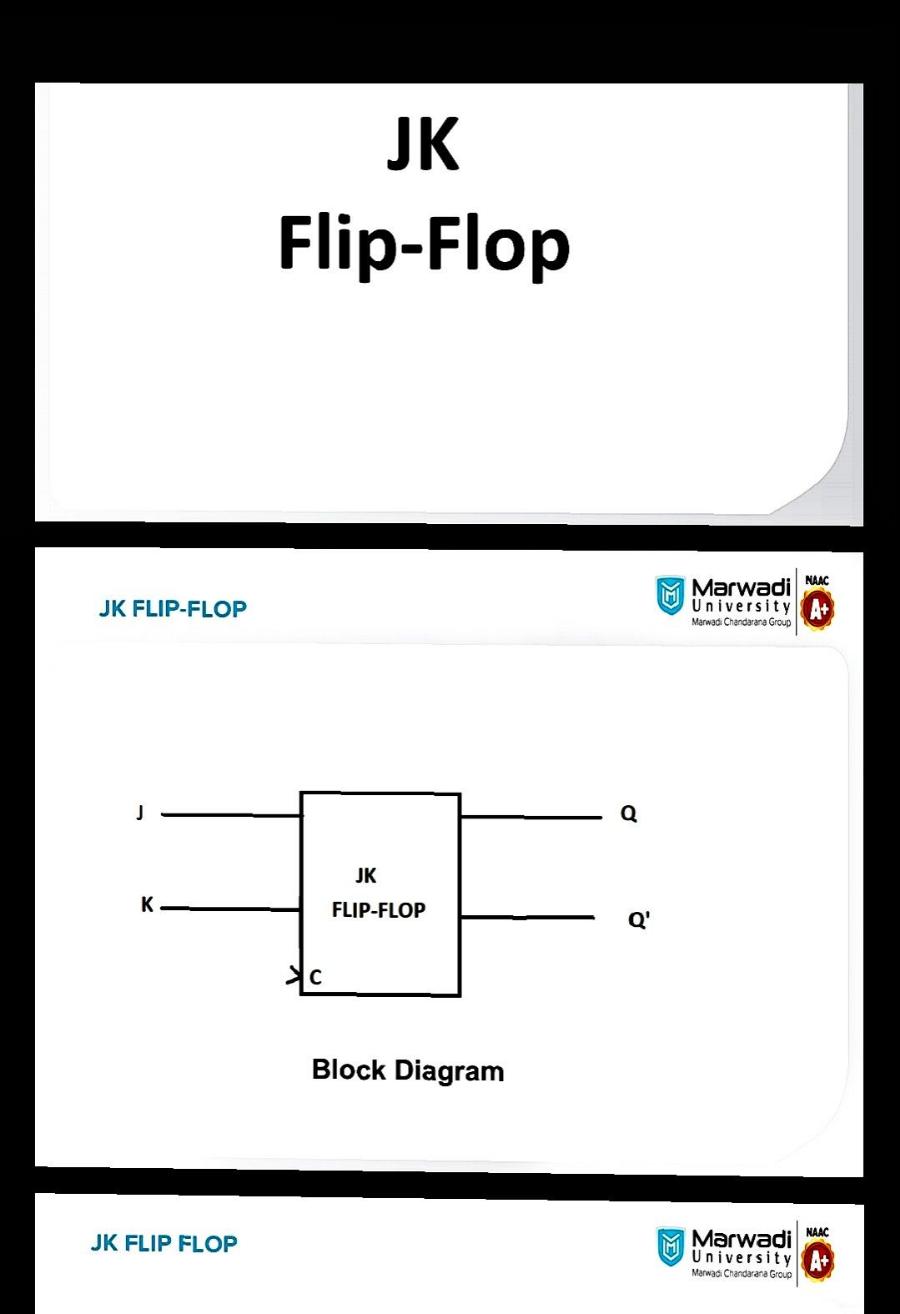 JK
Flip-Flop
JK FLIP-FLOP
Marwadi
University
Marwadi Chandarana Group
NAAC
A+
J
Q
JK
K
FLIP-FLOP
Q'
C
Block Diagram
JK FLIP FLOP
Marwadi
University
Marwadi Chandarana Group
NAAC
A+